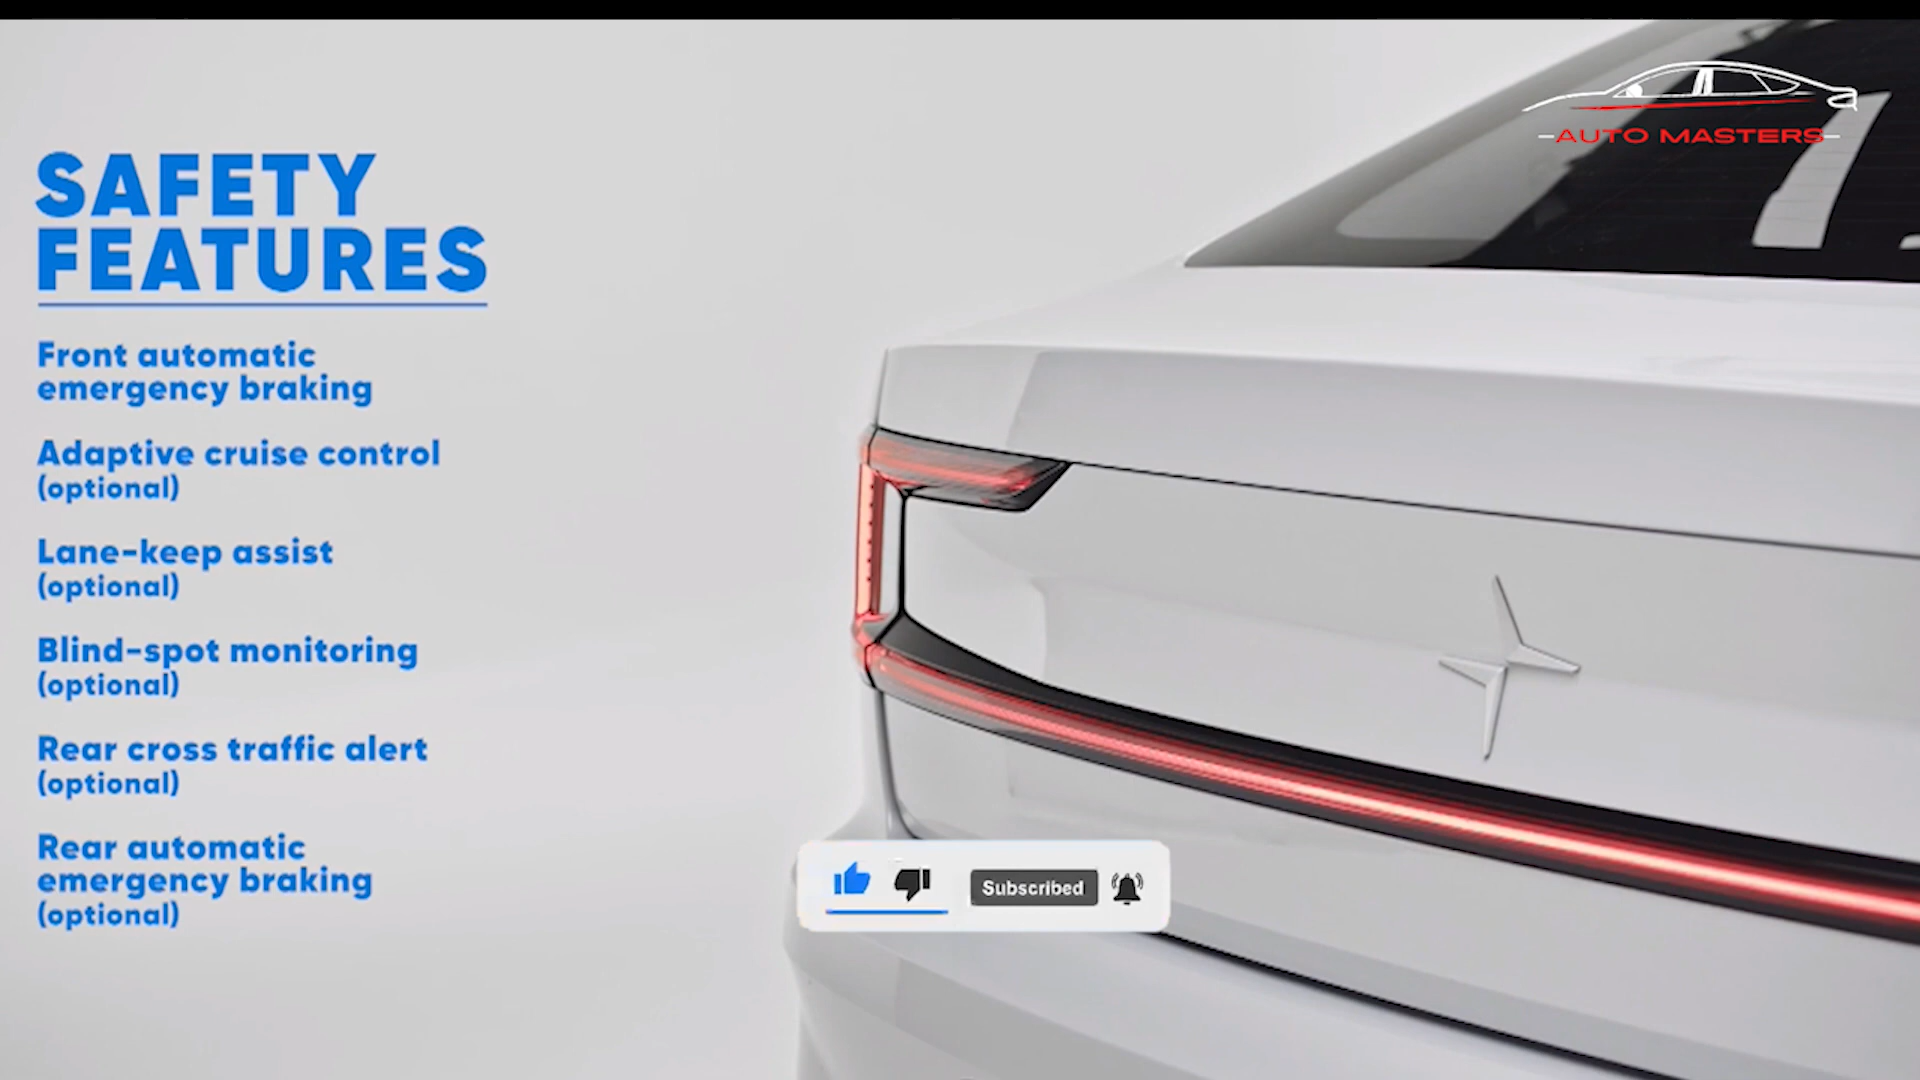 AUTO MASTERS
SAFETY
FEATURES
Front automatic
emergency braking
Adaptive cruise control
(optional)
Lane-keep assist
(optional)
Blind-spot monitoring
(optional)
Rear cross traffic alert
(optional)
Rear automatic
emergency braking
(optional)
Subscribed